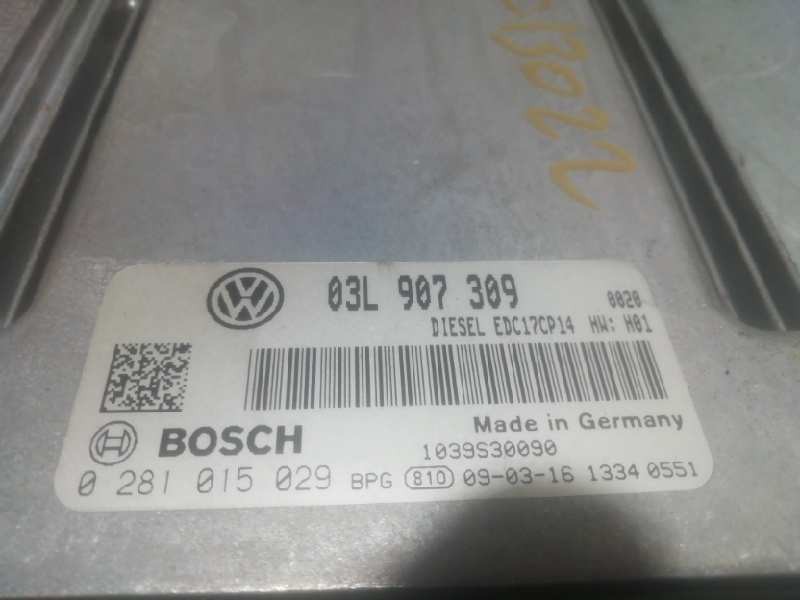 03L 907 309
0020
DIESEL EDC17CP14 HW: H01
Made in Germany
BOSCH
1039S30090
0 281 015 029 BPG 810 09-03-16 1334 0551